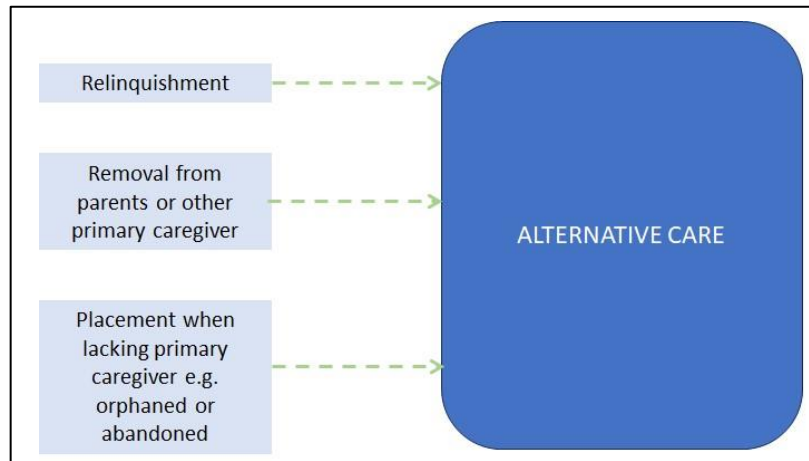 Relinquishment
Removal from
parents or other
primary caregiver
ALTERNATIVE CARE
Placement when
lacking primary
caregiver e.g.
orphaned or
abandoned